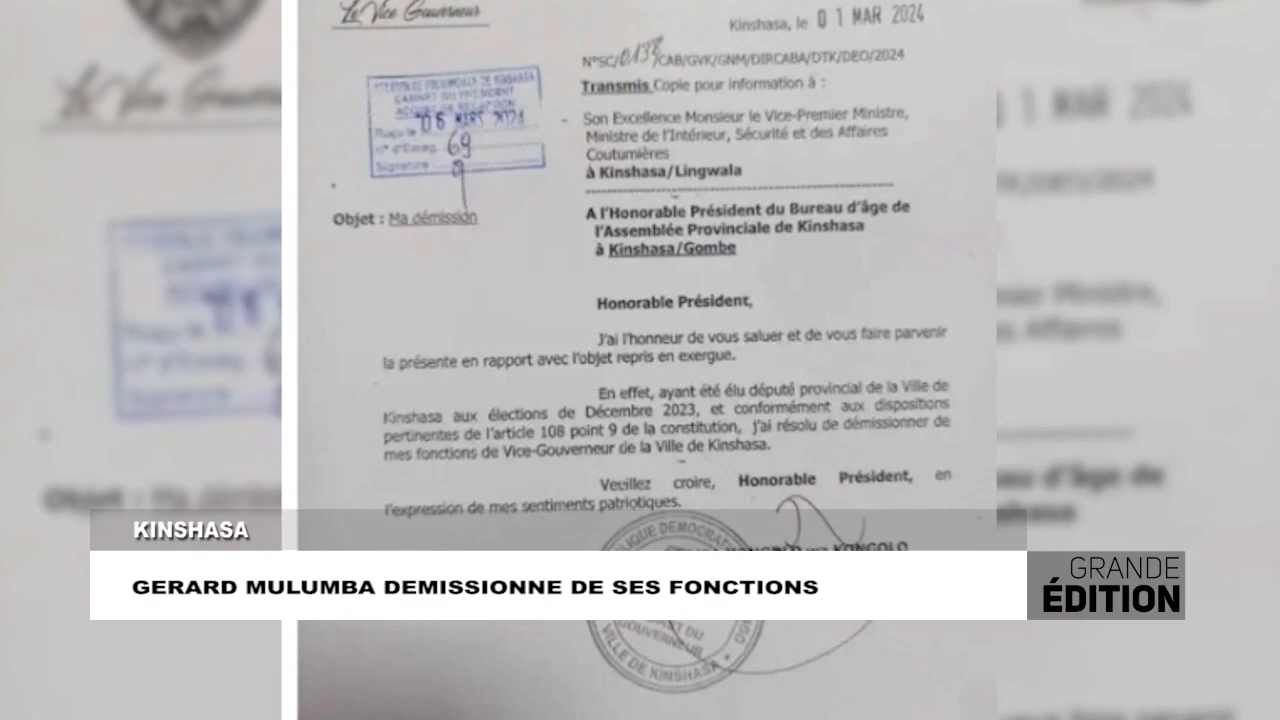 Le Vice Gouverneur
Kinshasa, le 01 MAR 2024
N°SC/0138/CAB/GVK/GNM/DIRCABA/DTK/DEO/2024
Transmis Copie pour information à :
- Son Excellence Monsieur le Vice-Premier Ministre,
Ministre de l'Intérieur, Sécurité et des Affaires
Coutumières
à Kinshasa/Lingwala
CABINET DU PRESIDENT
06 MARS 2024
N° d'Enreg. 69
Signature
Objet : Ma démission
A l'Honorable Président du Bureau d'âge de
l'Assemblée Provinciale de Kinshasa
à Kinshasa/Gombe
Honorable Président,
J'ai l'honneur de vous saluer et de vous faire parvenir
la présente en rapport avec l'objet repris en exergue.
En effet, ayant été élu député provincial de la Ville de
Kinshasa aux élections de Décembre 2023, et conformément aux dispositions
pertinentes de l'article 108 point 9 de la constitution, j'ai résolu de démissionner de
mes fonctions de Vice-Gouverneur de la Ville de Kinshasa.
Veuillez croire, Honorable Président, en
l'expression de mes sentiments patriotiques.
KONGOLO
VILLE DE KINSHASA
KINSHASA
GERARD MULUMBA DEMISSIONNE DE SES FONCTIONS
GRANDE
ÉDITION